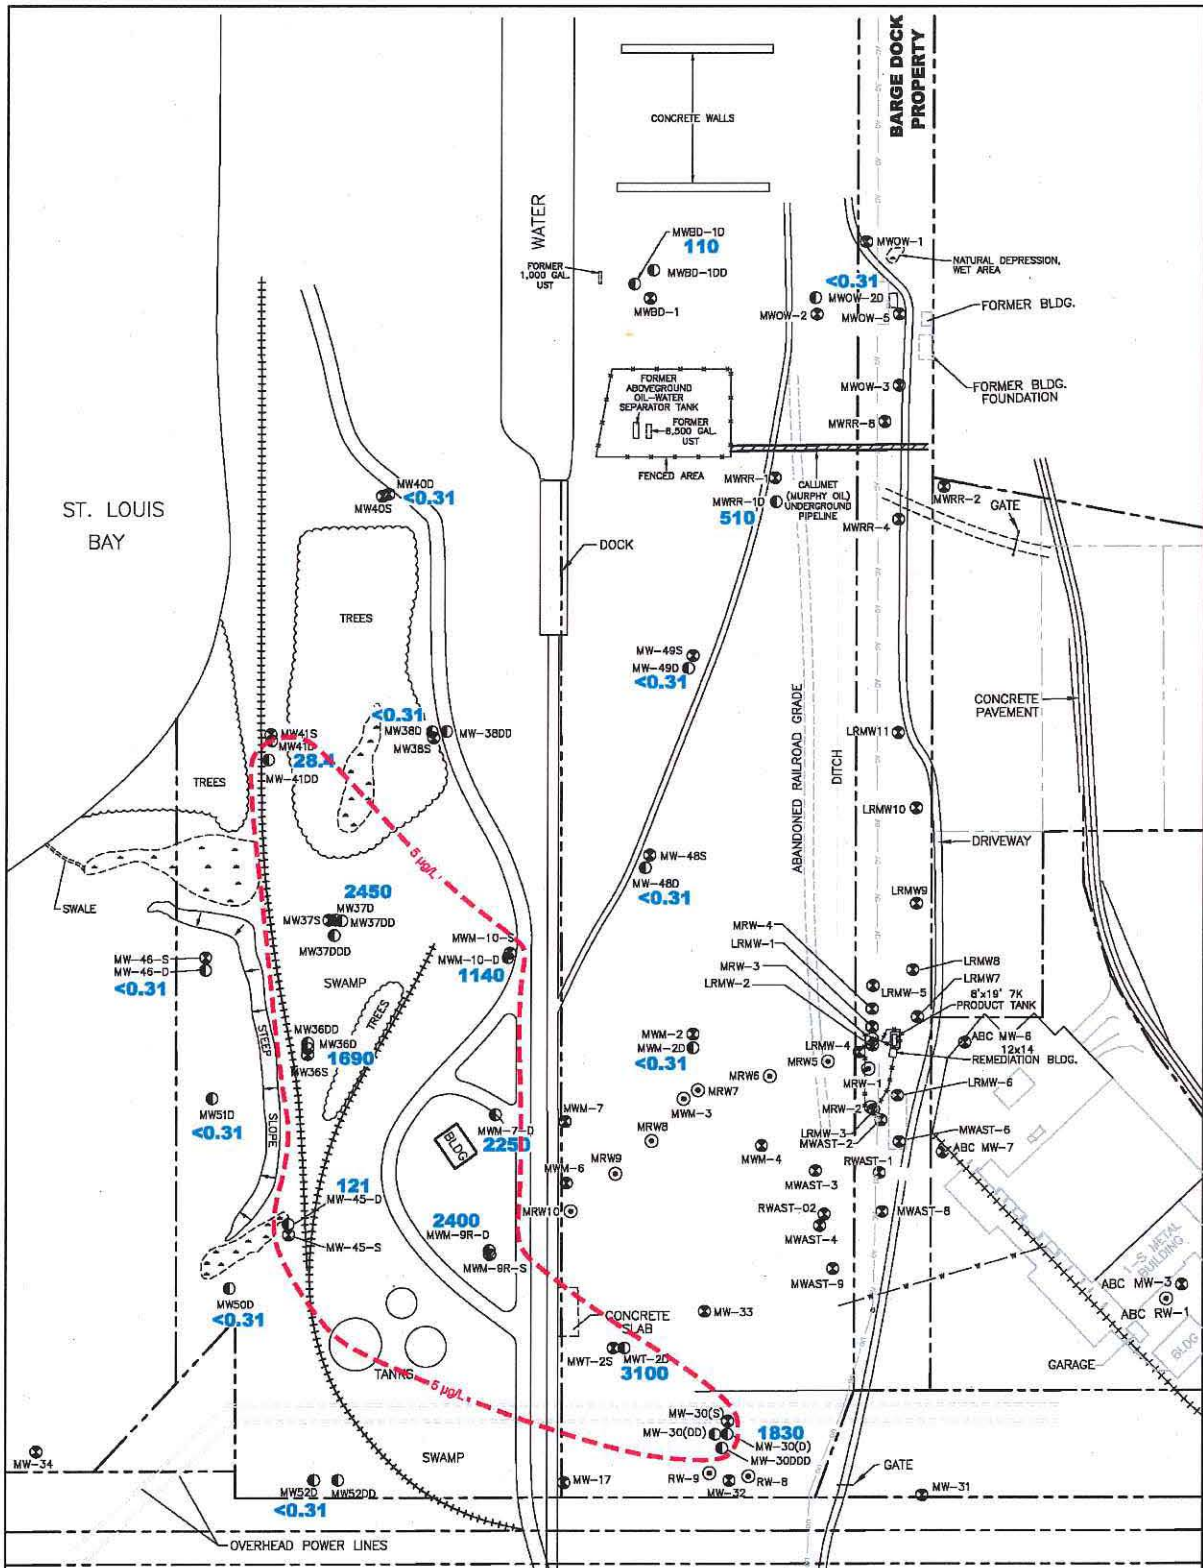 BARGE DOCK
PROPERTY
CONCRETE WALLS
WATER
MWBD-1D
110
MWBD-1DD
MWBD-1
FORMER
1,000 GAL.
UST
MWOW-1
NATURAL DEPRESSION,
WET AREA
<0.31
MWOW-2D
MWOW-2
MWOW-5
FORMER BLDG.
FORMER BLDG.
FOUNDATION
MWOW-3
MWRR-8
FORMER
ABOVEGROUND
OIL-WATER
SEPARATOR TANK
FORMER
8,500 GAL.
UST
FENCED AREA
MWRR-1
MWRR-1D
510
CALUMET
(MURPHY OIL)
UNDERGROUND
PIPELINE
MWRR-2
MWRR-4
GATE
ST. LOUIS
BAY
MW40D
MW40S
<0.31
DOCK
TREES
MW-49S
MW-49D
<0.31
ABANDONED RAILROAD GRADE
DITCH
CONCRETE
PAVEMENT
<0.31
MW38D
MW38S
MW-38DD
MW41S
MW41D
28.4
MW-41DD
TREES
LRMW11
LRMW10
DRIVEWAY
5 µg/L
MW-48S
MW-48D
<0.31
SWALE
2450
MW37D
MW37S
MW37DD
MW37DDD
LRMW9
MRW-4
LRMW-1
MRW-3
LRMW-2
LRMW8
LRMW7
LRMW-5
8'x19' 7K
PRODUCT TANK
MW-46-S
MW-46-D
<0.31
SWAMP
MWM-10-S
MWM-10-D
1140
TREES
STEEP
SLOPE
MW36DD
MW36D
1690
MW36S
MWM-2
MWM-2D
<0.31
LRMW-4
MRW5
ABC MW-6
12x14
REMEDIATION BLDG.
MRW6
MRW7
MWM-3
MRW-1
LRMW-6
MRW-2
LRMW-3
MWAST-2
MWAST-6
ABC MW-7
MW51D
<0.31
MWM-7-D
2250
BLDG
MWM-7
MRW8
MWM-4
MRW9
MWM-6
MRW10
RWAST-1
MWAST-3
RWAST-02
MWAST-4
MWAST-8
MWAST-9
121
MW-45-D
MW-45-S
2400
MWM-9R-D
MWM-9R-S
1-S METAL
BUILDING
ABC MW-3
ABC RW-1
BLDG
GARAGE
MW50D
<0.31
MW-33
CONCRETE
SLAB
MWT-2S
MWT-2D
3100
TANKS
5 µg/L
MW-30(S)
MW-30(DD)
1830
MW-30(D)
MW-30DDD
MW-34
SWAMP
MW52D
MW52DD
<0.31
MW-17
RW-9
MW-32
RW-8
GATE
MW-31
OVERHEAD POWER LINES